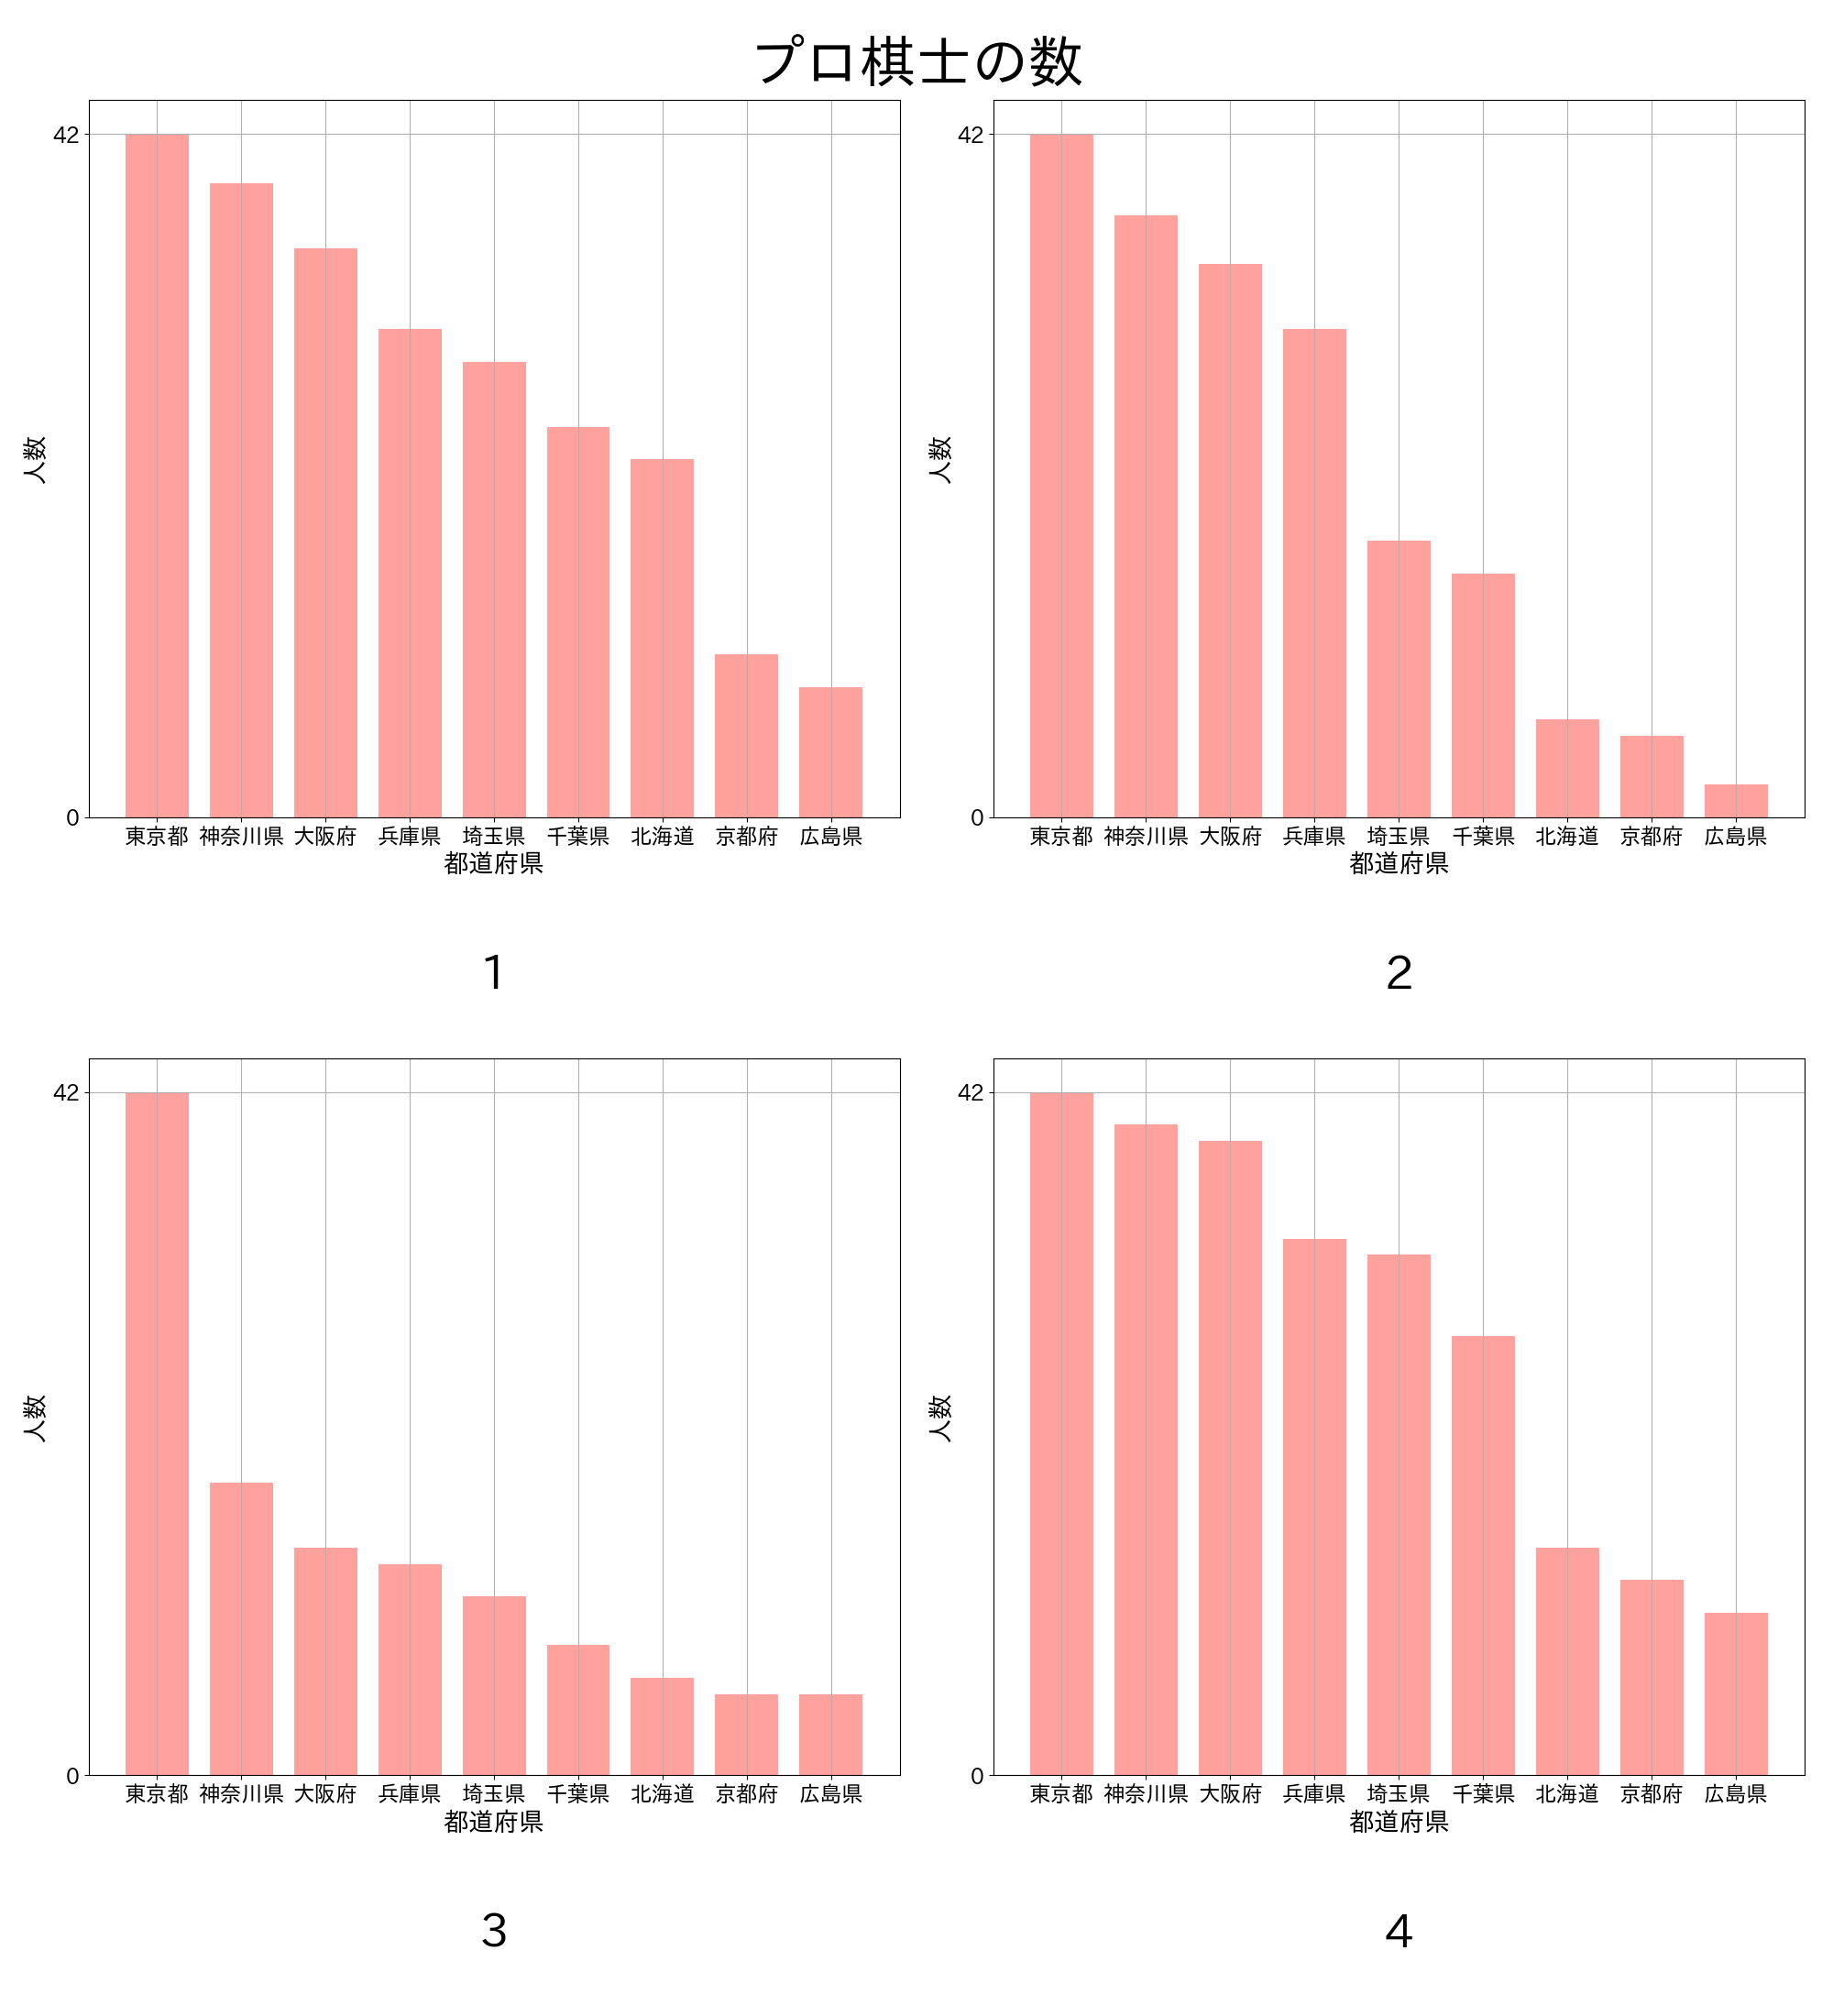 プロ棋士の数
42
0
人数
東京都 神奈川県 大阪府 兵庫県 埼玉県 千葉県 北海道 京都府 広島県
都道府県
1
42
0
人数
東京都 神奈川県 大阪府 兵庫県 埼玉県 千葉県 北海道 京都府 広島県
都道府県
2
42
0
人数
東京都 神奈川県 大阪府 兵庫県 埼玉県 千葉県 北海道 京都府 広島県
都道府県
3
42
0
人数
東京都 神奈川県 大阪府 兵庫県 埼玉県 千葉県 北海道 京都府 広島県
都道府県
4